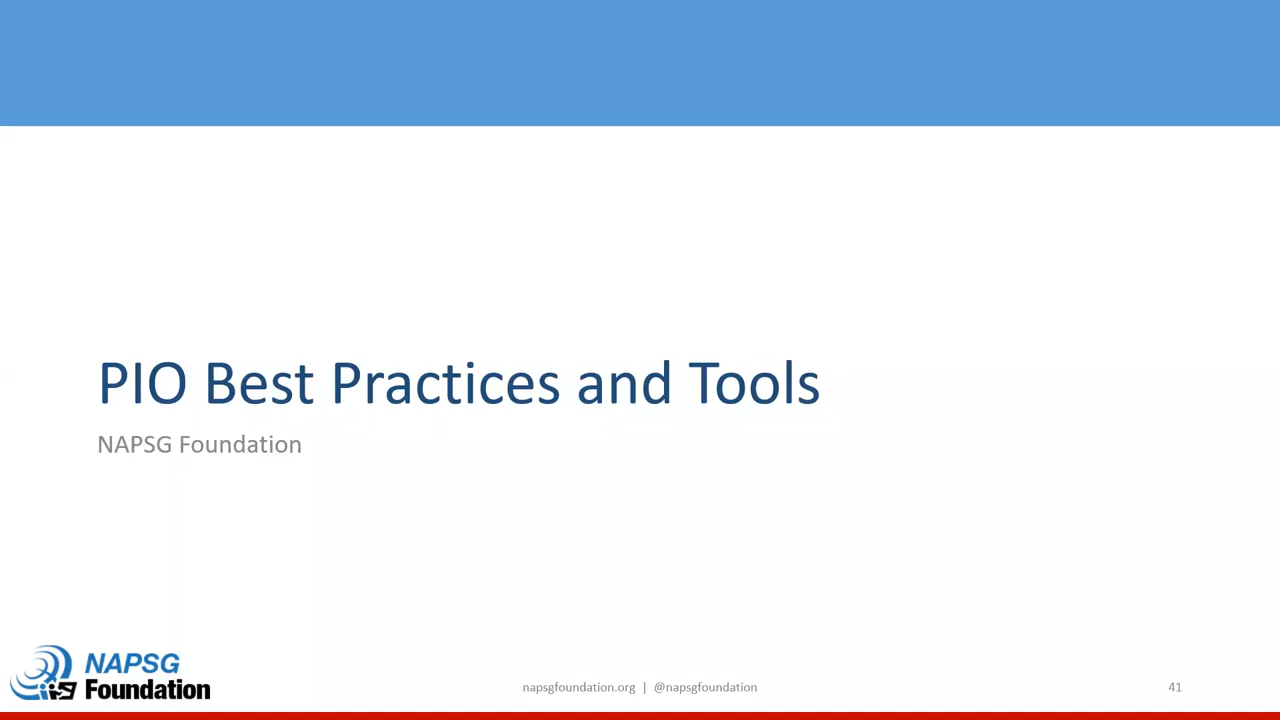 PIO Best Practices and Tools
NAPSG Foundation
NAPSG
Foundation
napsgfoundation.org | @napsgfoundation
41